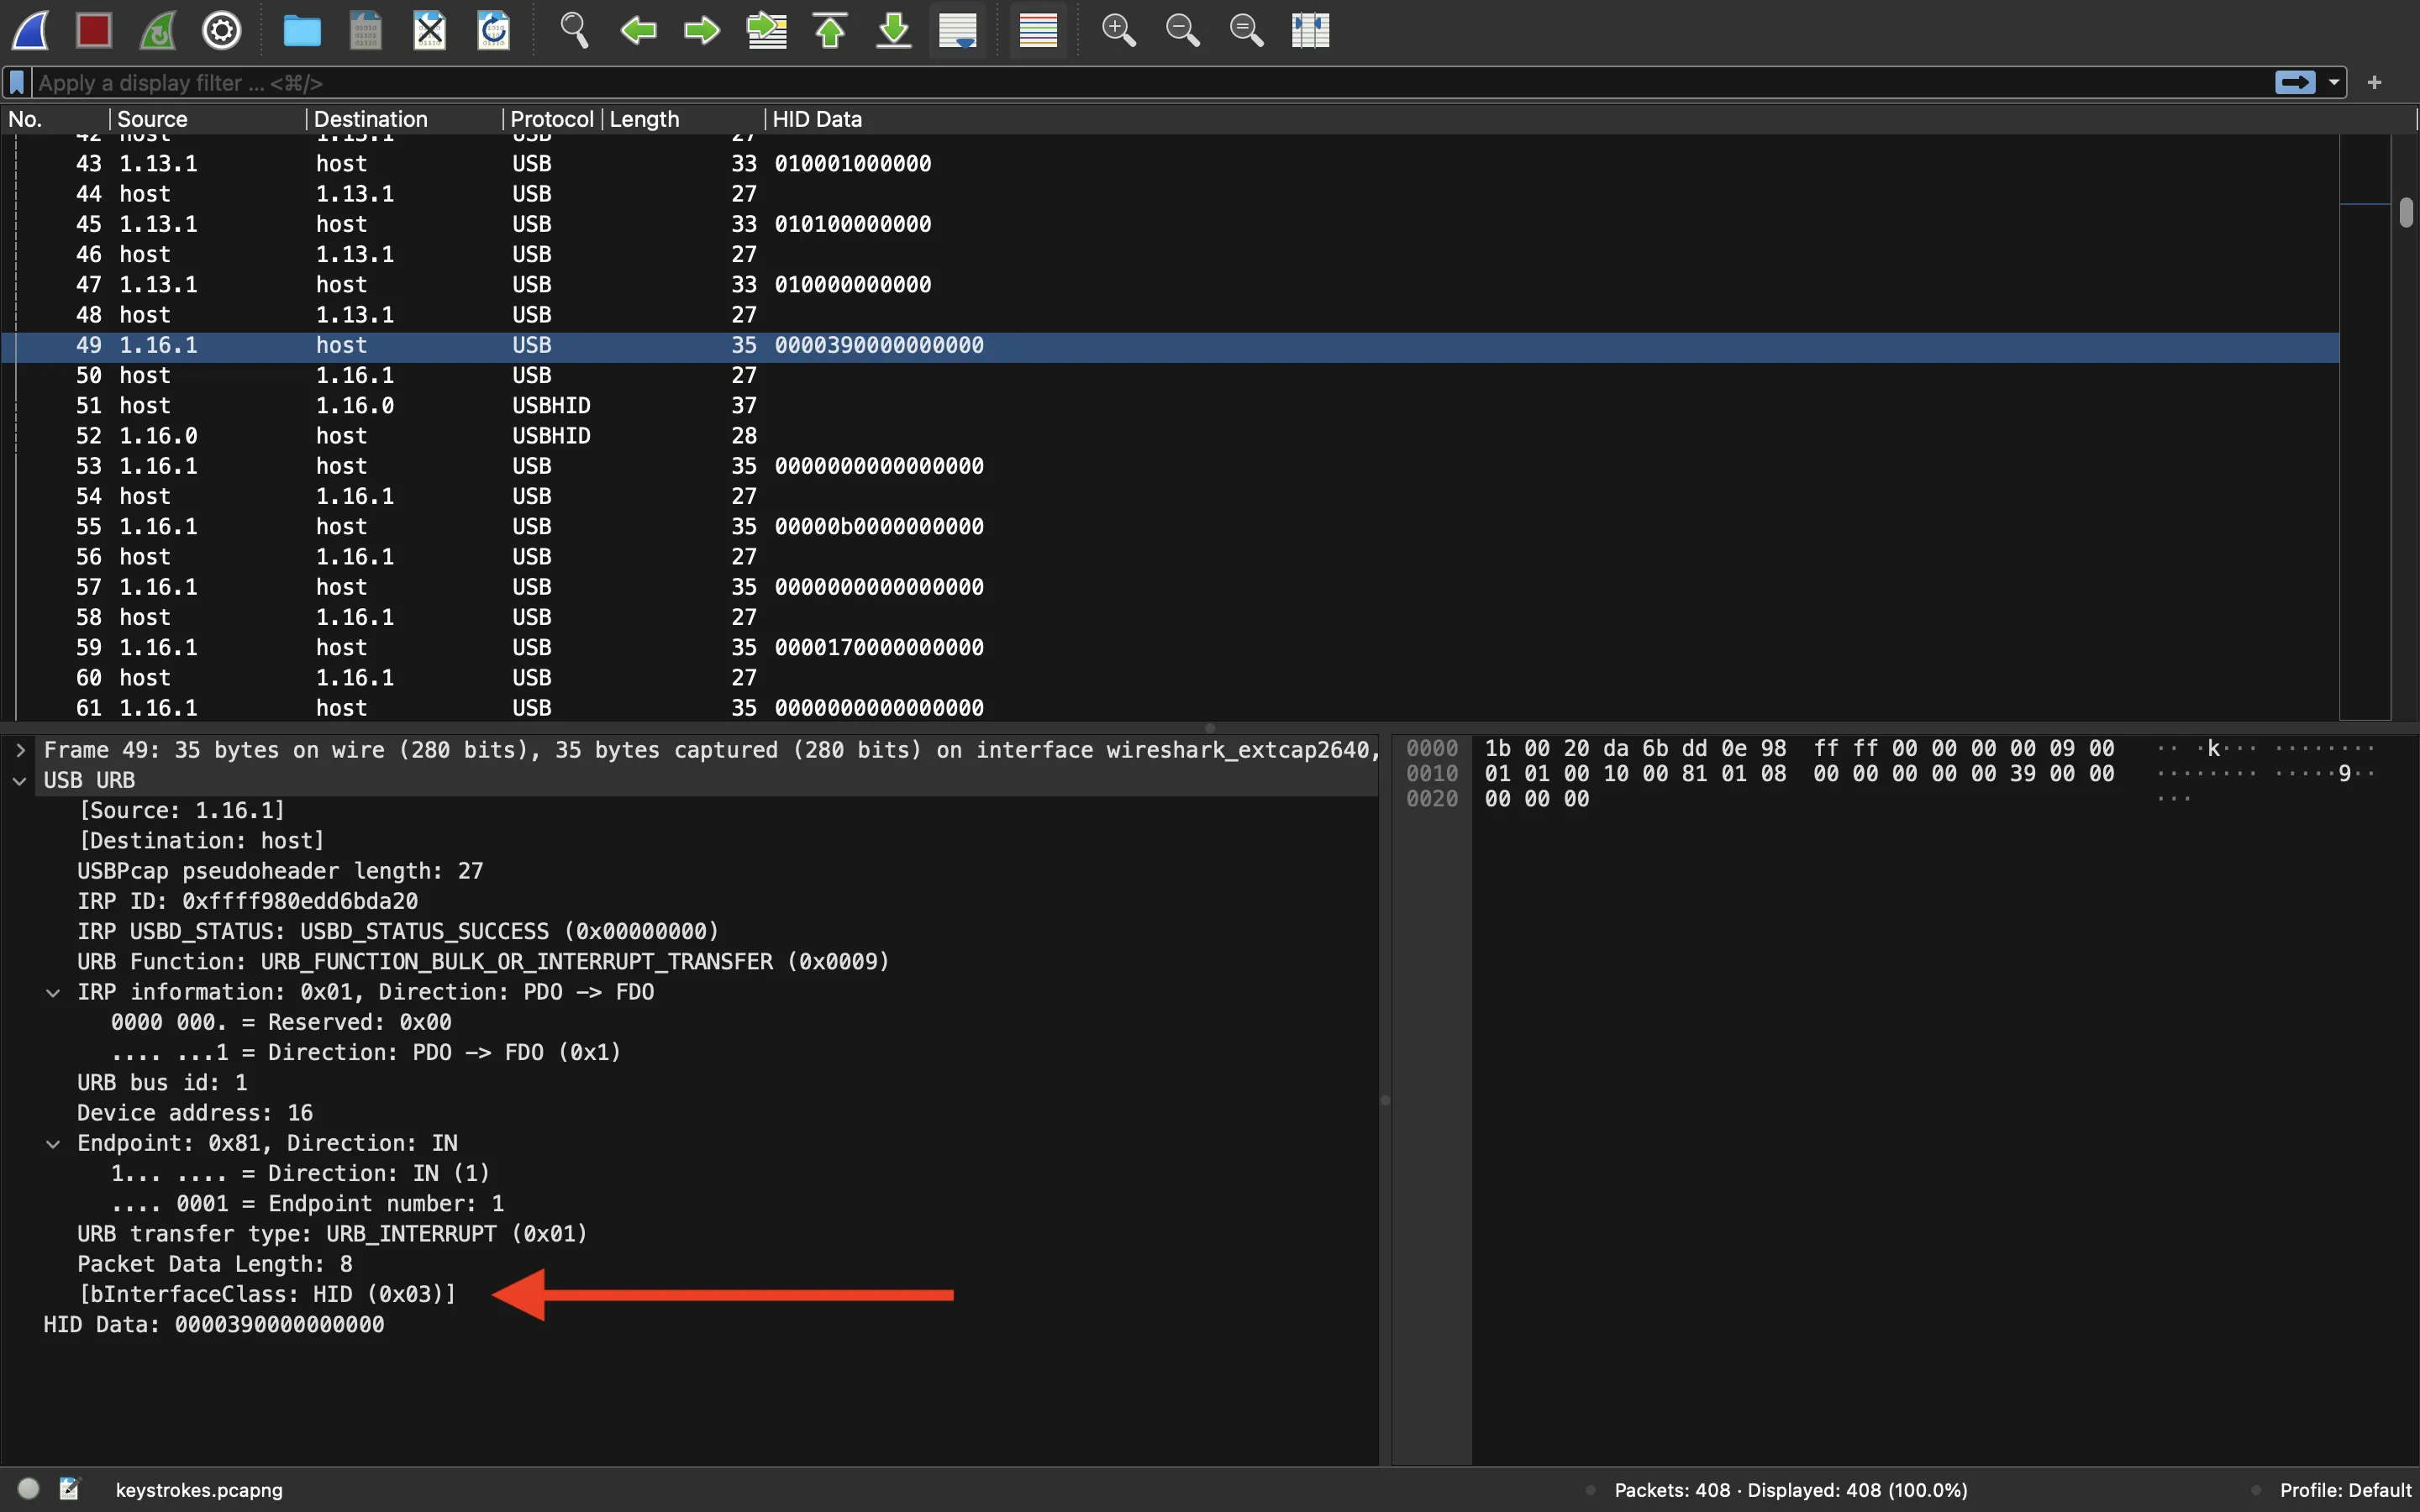 Apply a display filter ... <⌘/>
No. Source Destination Protocol Length HID Data
42 host 1.13.1 USB 27
43 1.13.1 host USB 33 010001000000
44 host 1.13.1 USB 27
45 1.13.1 host USB 33 010100000000
46 host 1.13.1 USB 27
47 1.13.1 host USB 33 010000000000
48 host 1.13.1 USB 27
49 1.16.1 host USB 35 0000390000000000
50 host 1.16.1 USB 27
51 host 1.16.0 USBHID 37
52 1.16.0 host USBHID 28
53 1.16.1 host USB 35 0000000000000000
54 host 1.16.1 USB 27
55 1.16.1 host USB 35 00000b0000000000
56 host 1.16.1 USB 27
57 1.16.1 host USB 35 0000000000000000
58 host 1.16.1 USB 27
59 1.16.1 host USB 35 0000170000000000
60 host 1.16.1 USB 27
61 1.16.1 host USB 35 0000000000000000
Frame 49: 35 bytes on wire (280 bits), 35 bytes captured (280 bits) on interface wireshark_extcap2640,
USB URB
[Source: 1.16.1]
[Destination: host]
USBPcap pseudoheader length: 27
IRP ID: 0xffff980edd6bda20
IRP USBD_STATUS: USBD_STATUS_SUCCESS (0x00000000)
URB Function: URB_FUNCTION_BULK_OR_INTERRUPT_TRANSFER (0x0009)
IRP information: 0x01, Direction: PDO -> FDO
0000 000. = Reserved: 0x00
.... ...1 = Direction: PDO -> FDO (0x1)
URB bus id: 1
Device address: 16
Endpoint: 0x81, Direction: IN
1... .... = Direction: IN (1)
.... 0001 = Endpoint number: 1
URB transfer type: URB_INTERRUPT (0x01)
Packet Data Length: 8
[bInterfaceClass: HID (0x03)]
HID Data: 0000390000000000
0000 1b 00 20 da 6b dd 0e 98 ff ff 00 00 00 00 09 00 ·· ·k··· ········
0010 01 01 00 10 00 81 01 08 00 00 00 00 00 39 00 00 ········ ·····9··
0020 00 00 00 ···
keystrokes.pcapng
Packets: 408 · Displayed: 408 (100.0%)
Profile: Default